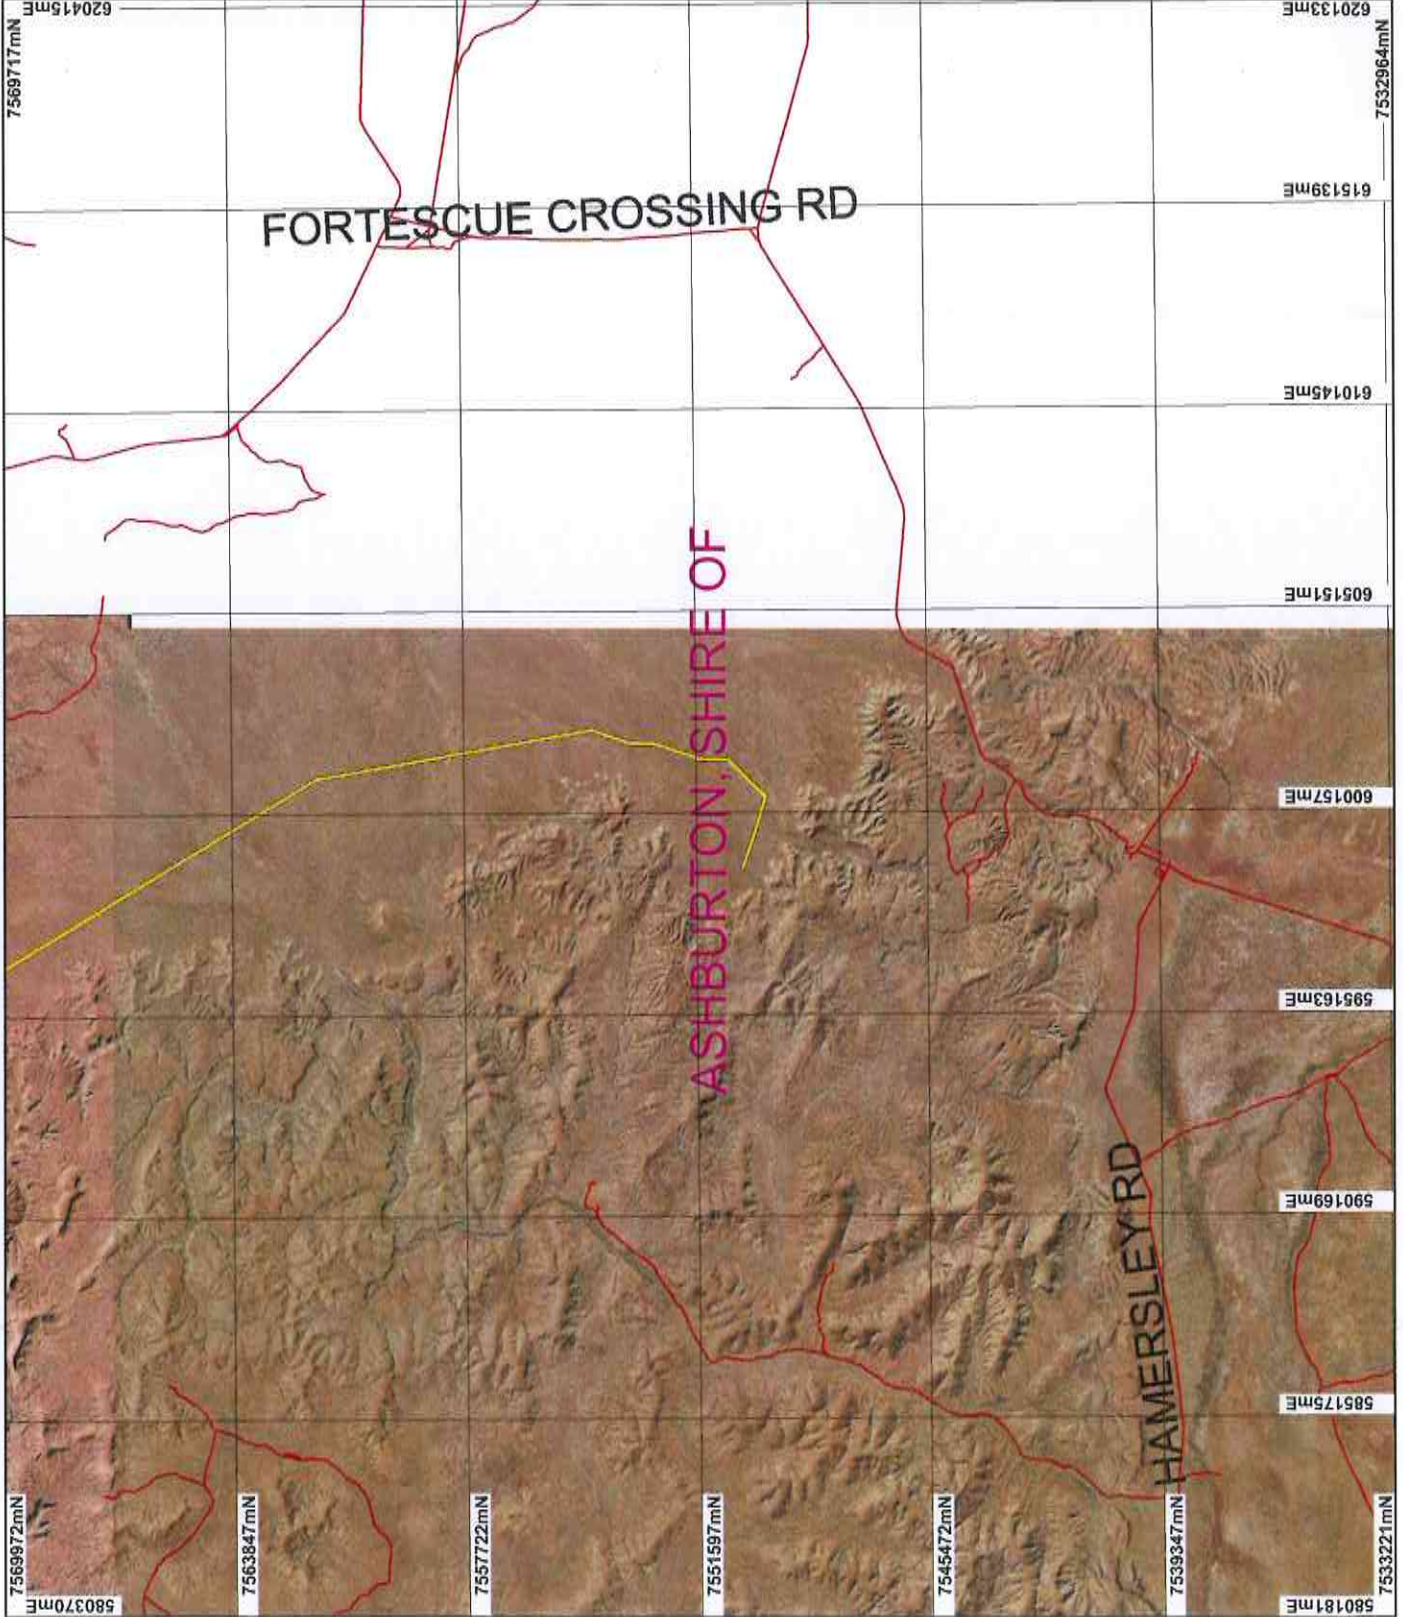 620415mE
620133mE
7569717mN
7532964mN
615139mE
FORTESCUE CROSSING RD
610145mE
605151mE
ASHBURTON, SHIRE OF
600157mE
595163mE
590169mE
HAMERSLEY RD
585175mE
7569972mN
7563847mN
7557722mN
7551597mN
7545472mN
7539347mN
7533221mN
580370mE
580181mE